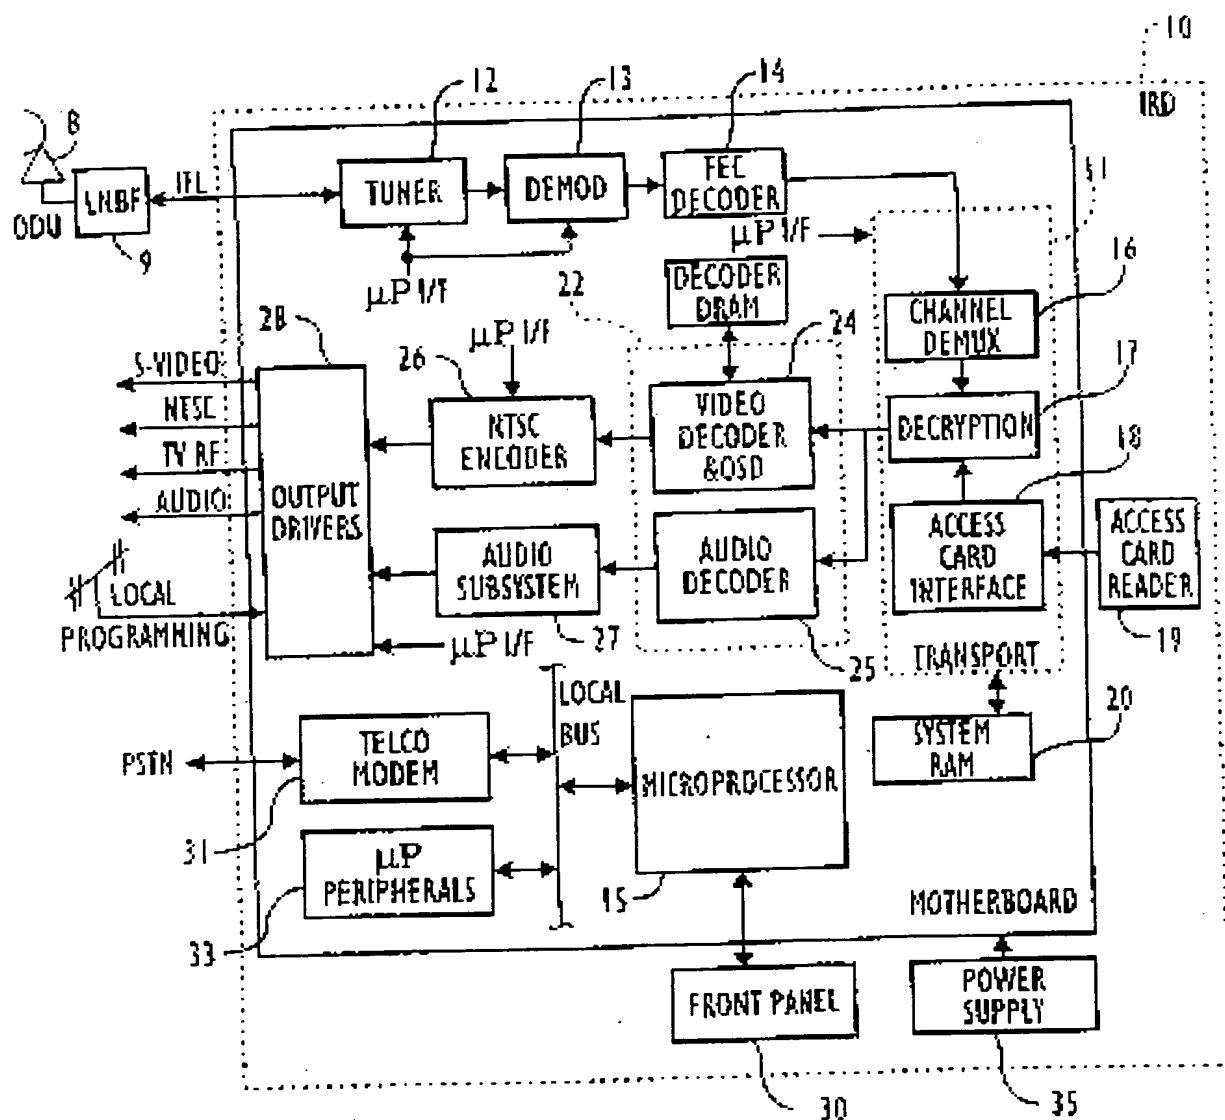 10
IRD
12
13
14
8
LNBF
IFL
ODU
9
TUNER
DEMOD
FEC
DECODER
11
µP I/F
µP I/F
22
DECODER
DRAM
16
CHANNEL
DEMUX
28
µP I/F
24
26
17
S-VIDEO
NTSC
TV RF
AUDIO
NTSC
ENCODER
VIDEO
DECODER
&OSD
DECRYPTION
18
OUTPUT
DRIVERS
AUDIO
SUBSYSTEM
AUDIO
DECODER
ACCESS
CARD
INTERFACE
ACCESS
CARD
READER
LOCAL
PROGRAMMING
µP I/F
27
25
19
TRANSPORT
LOCAL
BUS
20
PSTN
TELCO
MODEM
MICROPROCESSOR
SYSTEM
RAM
31
µP
PERIPHERALS
15
MOTHERBOARD
33
FRONT PANEL
POWER
SUPPLY
30
35